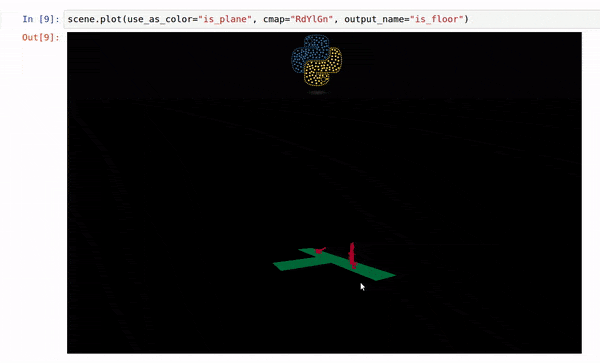 In [9]: scene.plot(use_as_color="is_plane", cmap="RdYlGn", output_name="is_floor")
Out[9]: